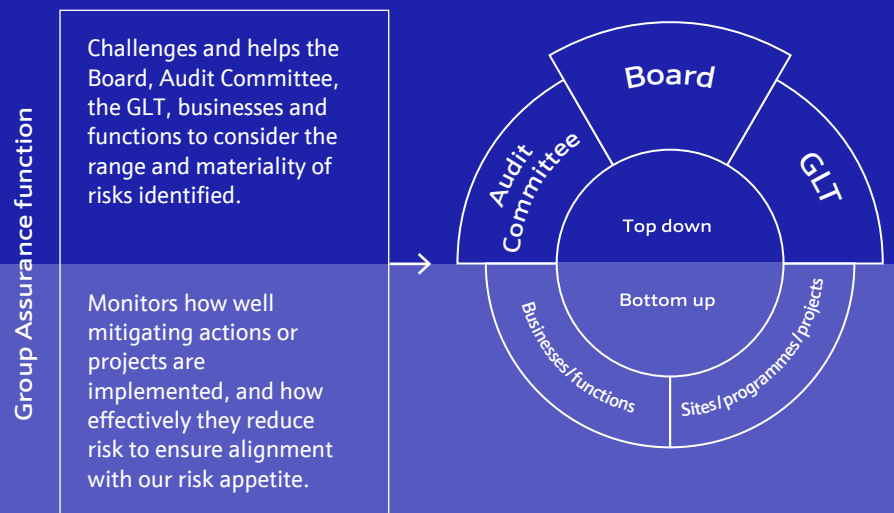 Group Assurance function
Challenges and helps the
Board, Audit Committee,
the GLT, businesses and
functions to consider the
range and materiality of
risks identified.
Monitors how well
mitigating actions or
projects are
implemented, and how
effectively they reduce
risk to ensure alignment
with our risk appetite.
Board
Audit
Committee
GLT
Top down
Bottom up
Businesses/functions
Sites/programmes/projects